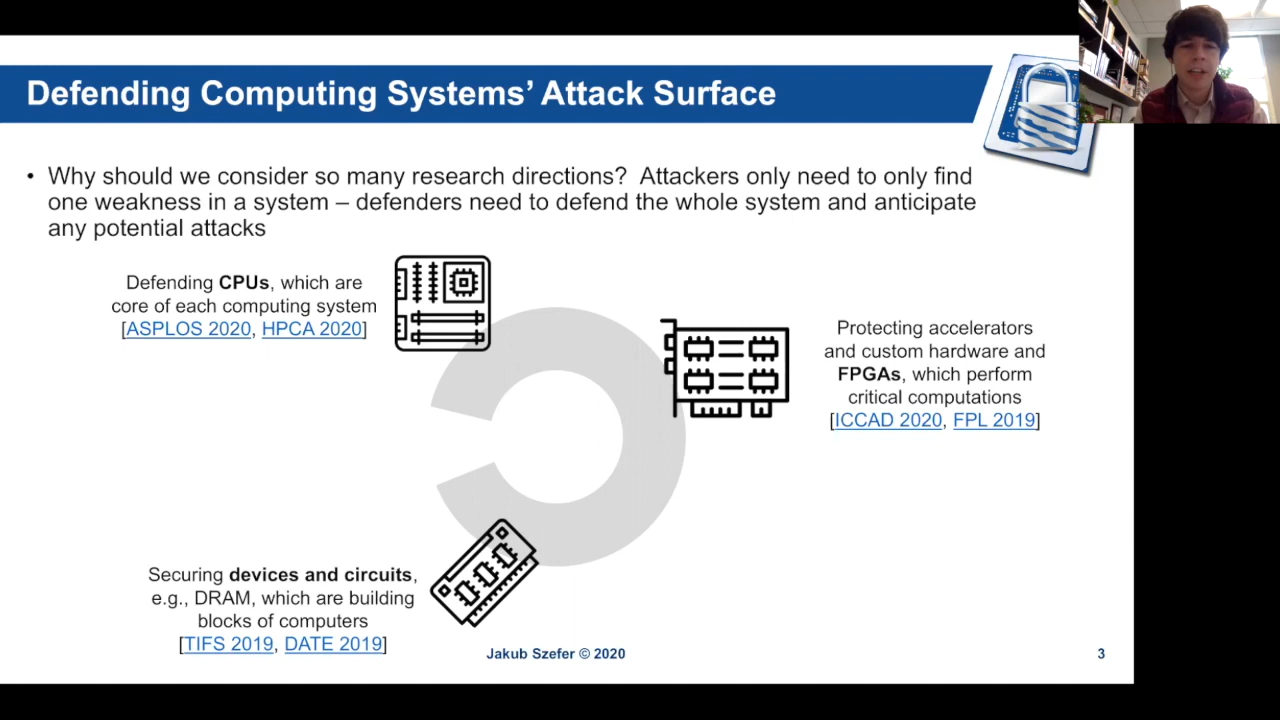 Defending Computing Systems' Attack Surface
• Why should we consider so many research directions?  Attackers only need to only find
one weakness in a system – defenders need to defend the whole system and anticipate
any potential attacks
Defending CPUs, which are
core of each computing system
[ASPLOS 2020, HPCA 2020]
Protecting accelerators
and custom hardware and
FPGAs, which perform
critical computations
[ICCAD 2020, FPL 2019]
Securing devices and circuits,
e.g., DRAM, which are building
blocks of computers
[TIFS 2019, DATE 2019]
Jakub Szefer © 2020
3